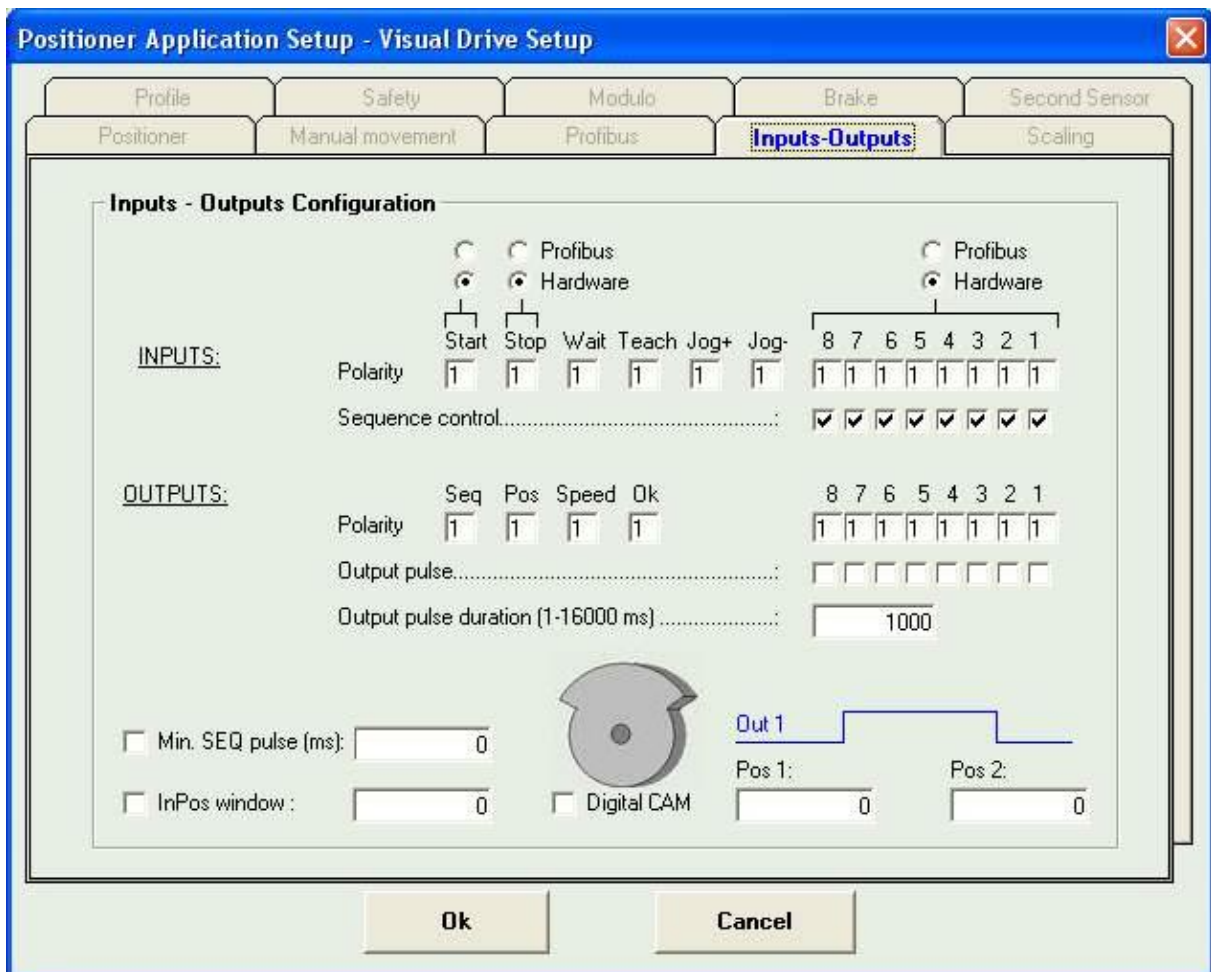 Positioner Application Setup - Visual Drive Setup
Profile Safety Modulo Brake Second Sensor
Positioner Manual movement Profibus Inputs-Outputs Scaling
Inputs - Outputs Configuration
Profibus Profibus
Hardware Hardware
Start Stop Wait Teach Jog+ Jog- 8 7 6 5 4 3 2 1
INPUTS:
Polarity 1 1 1 1 1 1 1 1 1 1 1 1 1 1
Sequence control..................................................:
OUTPUTS:
Seq Pos Speed Ok 8 7 6 5 4 3 2 1
Polarity 1 1 1 1 1 1 1 1 1 1 1 1
Output pulse..........................................................:
Output pulse duration (1-16000 ms) .....................: 1000
Out 1
Min. SEQ pulse (ms): 0
Pos 1: Pos 2:
InPos window : 0 Digital CAM 0 0
Ok Cancel